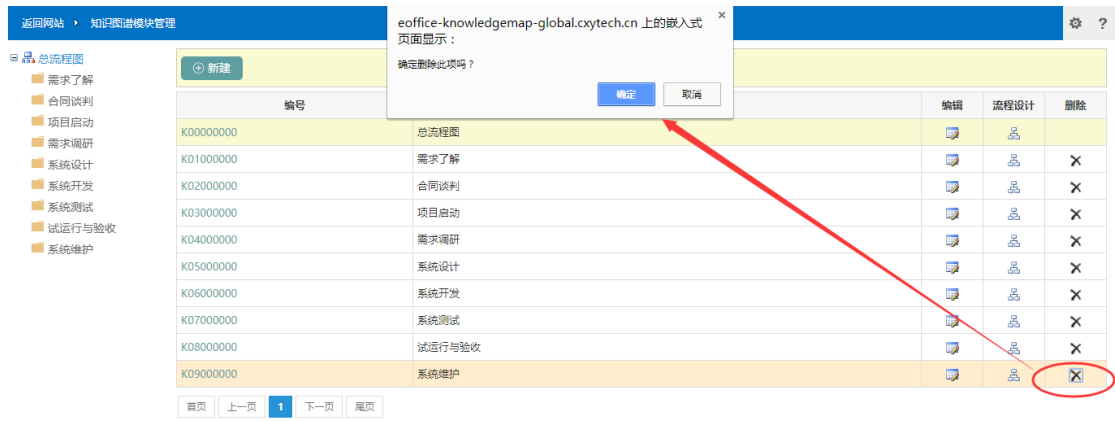 返回网站 知识图谱模块管理
?
eoffice-knowledgemap-global.cxytech.cn 上的嵌入式
页面显示：
确定删除此项吗？
确定 取消
总流程图
需求了解
合同谈判
项目启动
需求调研
系统设计
系统开发
系统测试
试运行与验收
系统维护
新建
编号 编辑 流程设计 删除
K00000000 总流程图
K01000000 需求了解
K02000000 合同谈判
K03000000 项目启动
K04000000 需求调研
K05000000 系统设计
K06000000 系统开发
K07000000 系统测试
K08000000 试运行与验收
K09000000 系统维护
首页 上一页 1 下一页 尾页